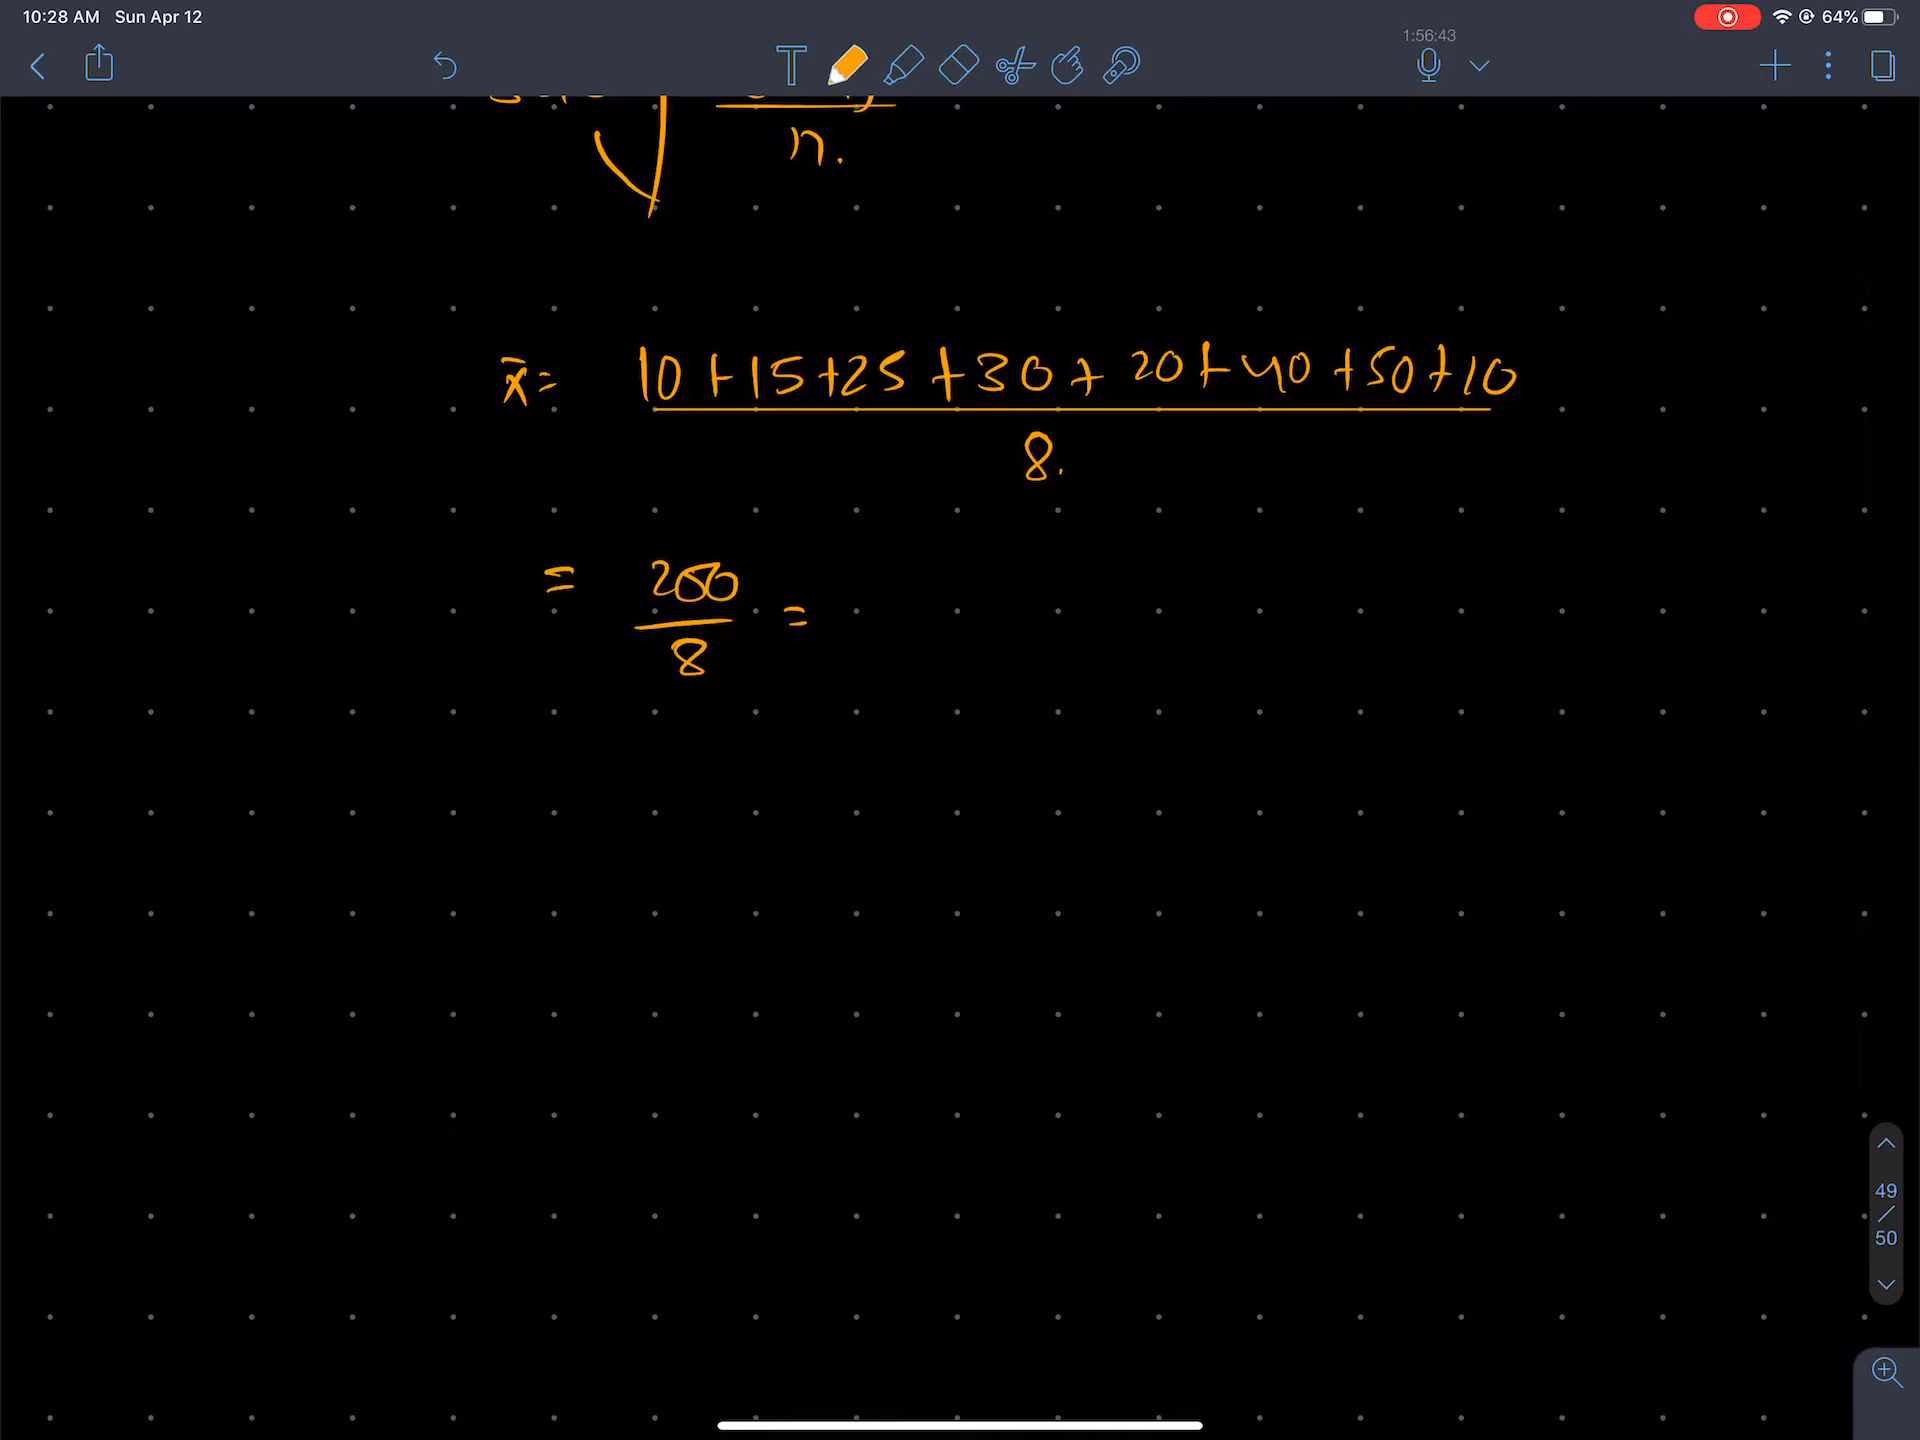 10:28 AM Sun Apr 12
64%
1:56:43
T
n.
x̄ = 10 + 15 + 25 + 30 + 20 + 40 + 50 + 10
8.
= 200 =
8
49
/
50